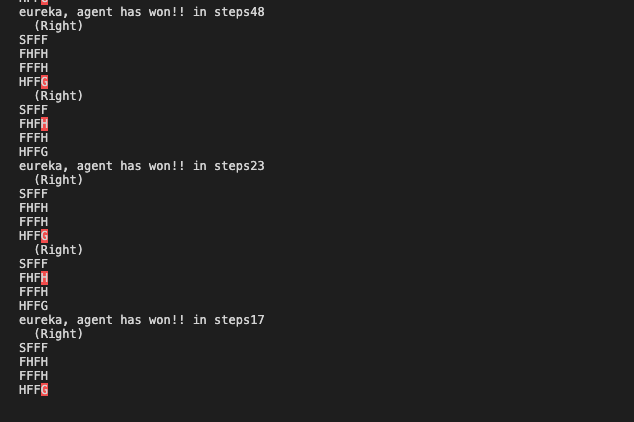 HFFG
eureka, agent has won!! in steps48
(Right)
SFFF
FHFH
FFFH
HFFG
(Right)
SFFF
FHFH
FFFH
HFFG
eureka, agent has won!! in steps23
(Right)
SFFF
FHFH
FFFH
HFFG
(Right)
SFFF
FHFH
FFFH
HFFG
eureka, agent has won!! in steps17
(Right)
SFFF
FHFH
FFFH
HFFG